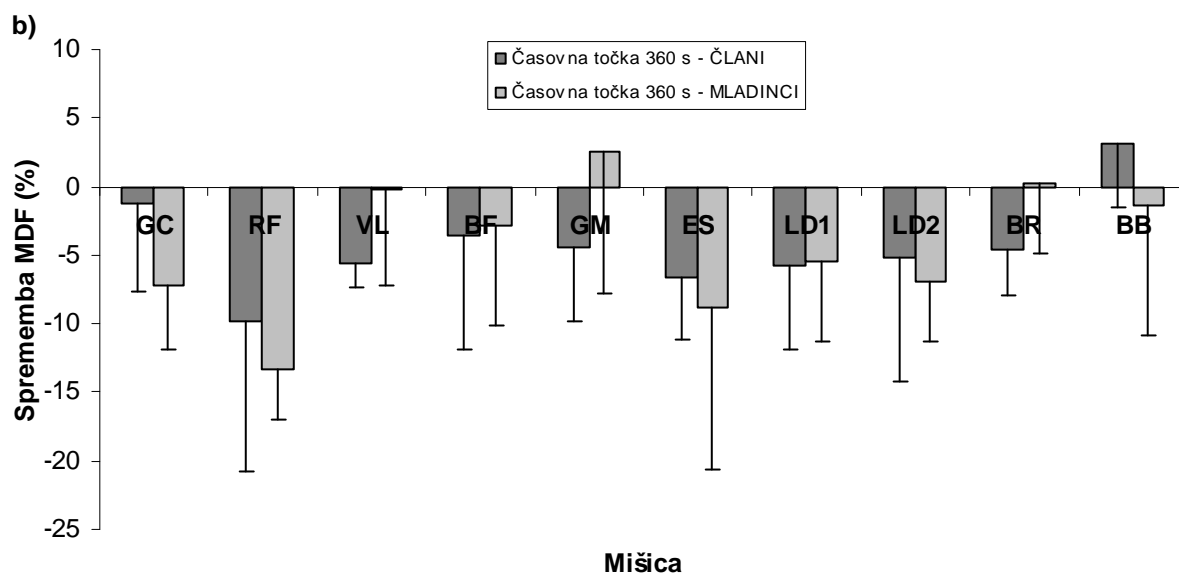 b)
10
Časovna točka 360 s - ČLANI
Časovna točka 360 s - MLADINCI
5
0
GC RF VL BF GM ES LD1 LD2 BR BB
-5
-10
-15
-20
-25
Sprememba MDF (%)
Mišica